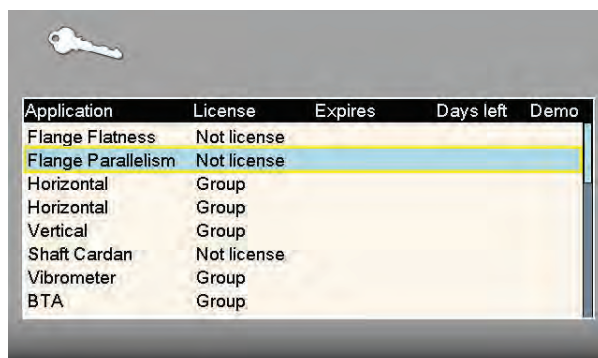 Application License Expires Days left Demo
Flange Flatness Not license
Flange Parallelism Not license
Horizontal Group
Horizontal Group
Vertical Group
Shaft Cardan Not license
Vibrometer Group
BTA Group